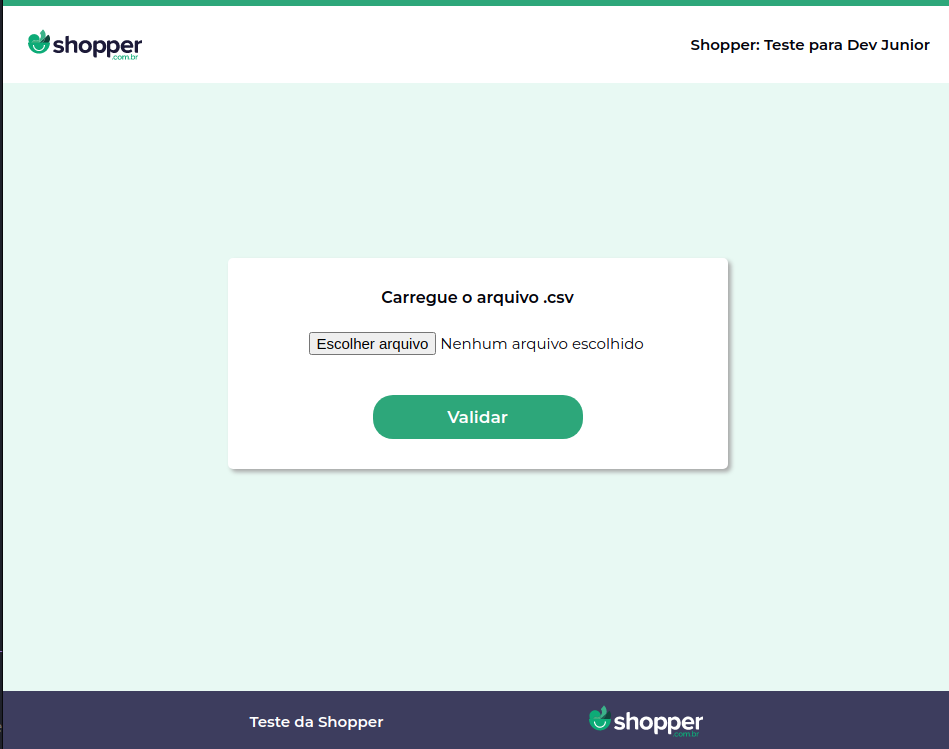 shopper
.com.br
Shopper: Teste para Dev Junior
Carregue o arquivo .csv
Escolher arquivo Nenhum arquivo escolhido
Validar
Teste da Shopper
shopper
.com.br